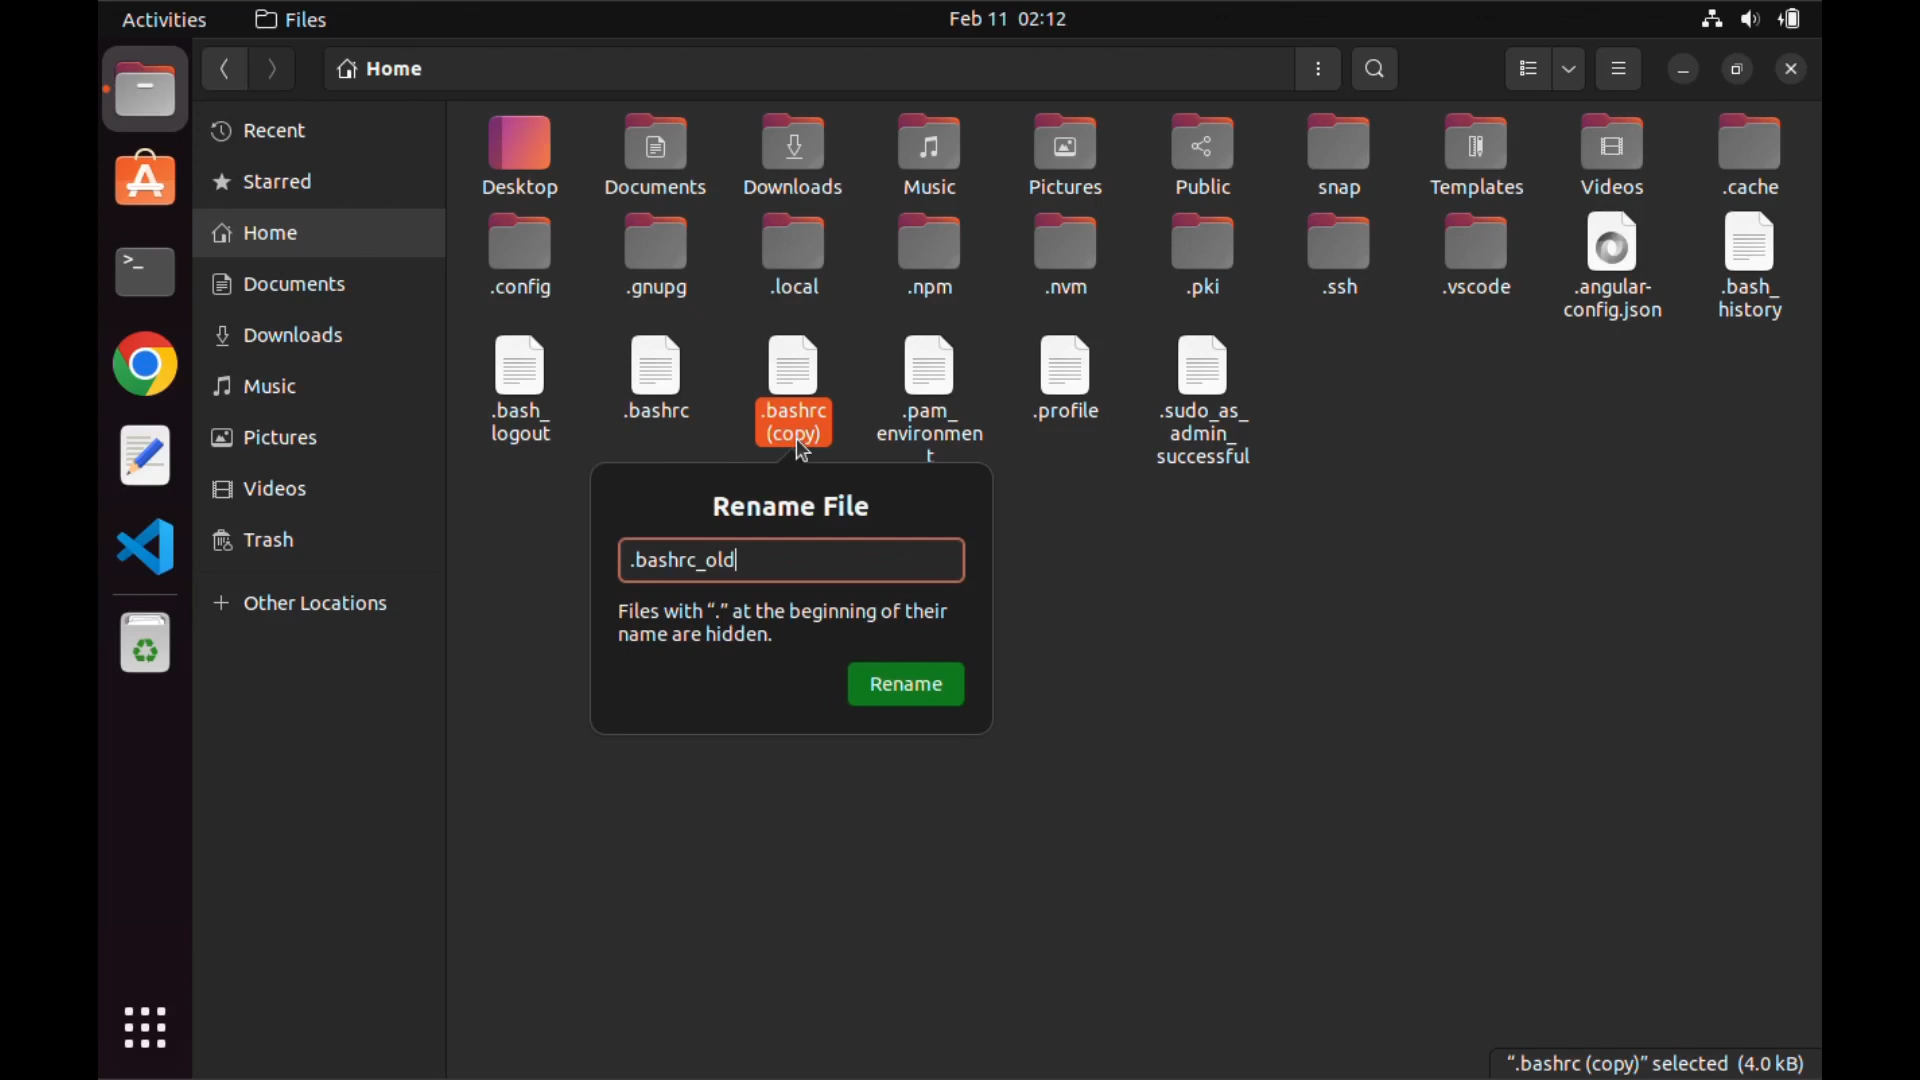 Activities Files Feb 11 02:12
Home
Recent
Starred
Home
Documents
Downloads
Music
Pictures
Videos
Trash
+ Other Locations
Desktop Documents Downloads Music Pictures Public snap Templates Videos .cache
.config .gnupg .local .npm .nvm .pki .ssh .vscode .angular- .bash_
config.json history
.bash_ .bashrc .bashrc .pam_ .profile .sudo_as_
logout (copy) environmen admin_
t successful
Rename File
.bashrc_old
Files with “.” at the beginning of their
name are hidden.
Rename
“.bashrc (copy)” selected (4.0 kB)